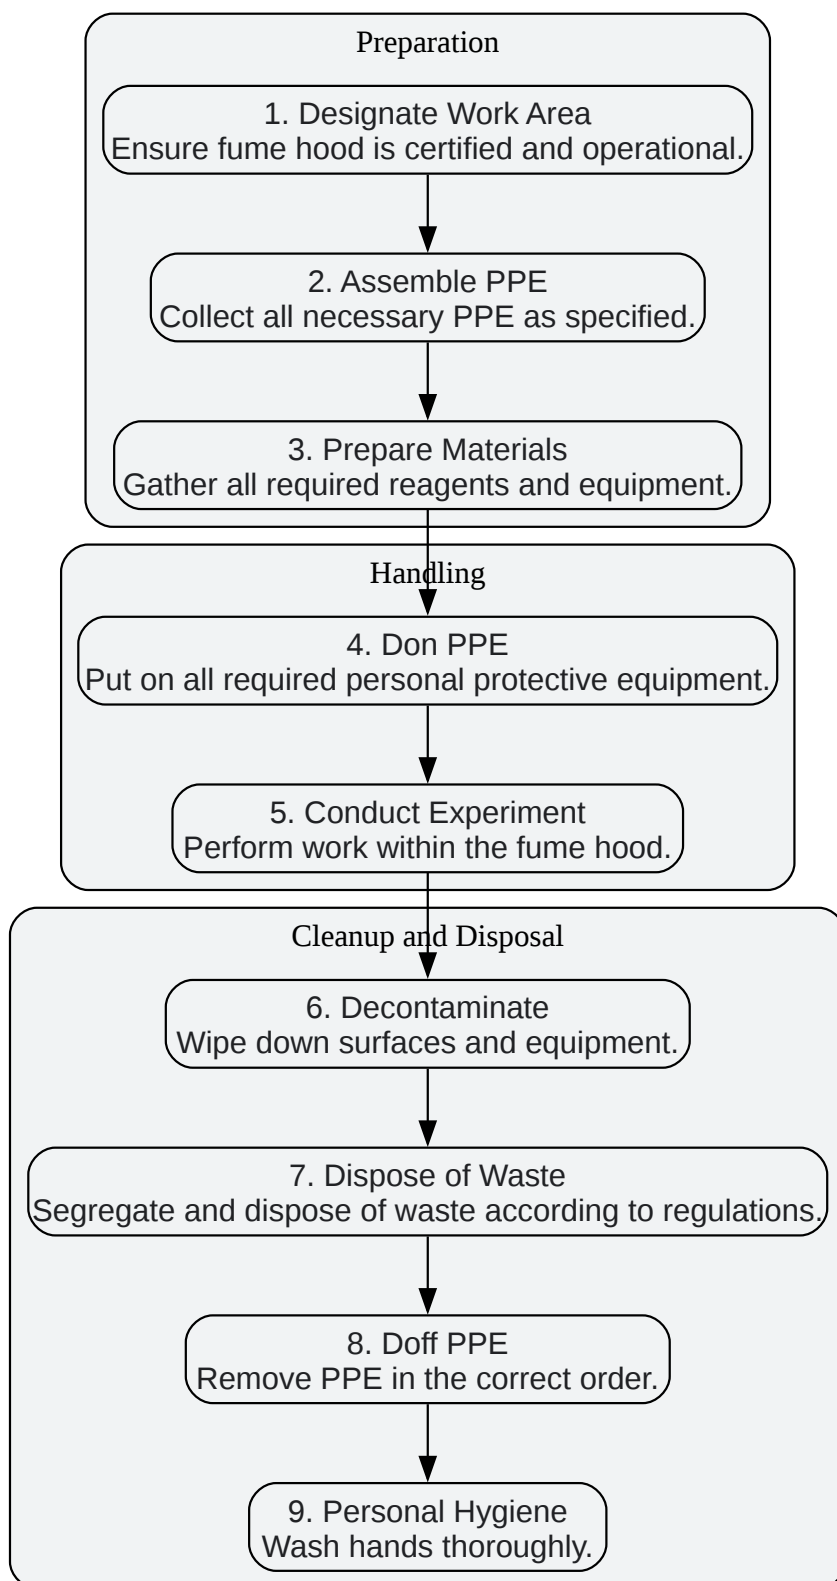 Preparation
1. Designate Work Area
Ensure fume hood is certified and operational.
2. Assemble PPE
Collect all necessary PPE as specified.
3. Prepare Materials
Gather all required reagents and equipment.
Handling
4. Don PPE
Put on all required personal protective equipment.
5. Conduct Experiment
Perform work within the fume hood.
Cleanup and Disposal
6. Decontaminate
Wipe down surfaces and equipment.
7. Dispose of Waste
Segregate and dispose of waste according to regulations.
8. Doff PPE
Remove PPE in the correct order.
9. Personal Hygiene
Wash hands thoroughly.